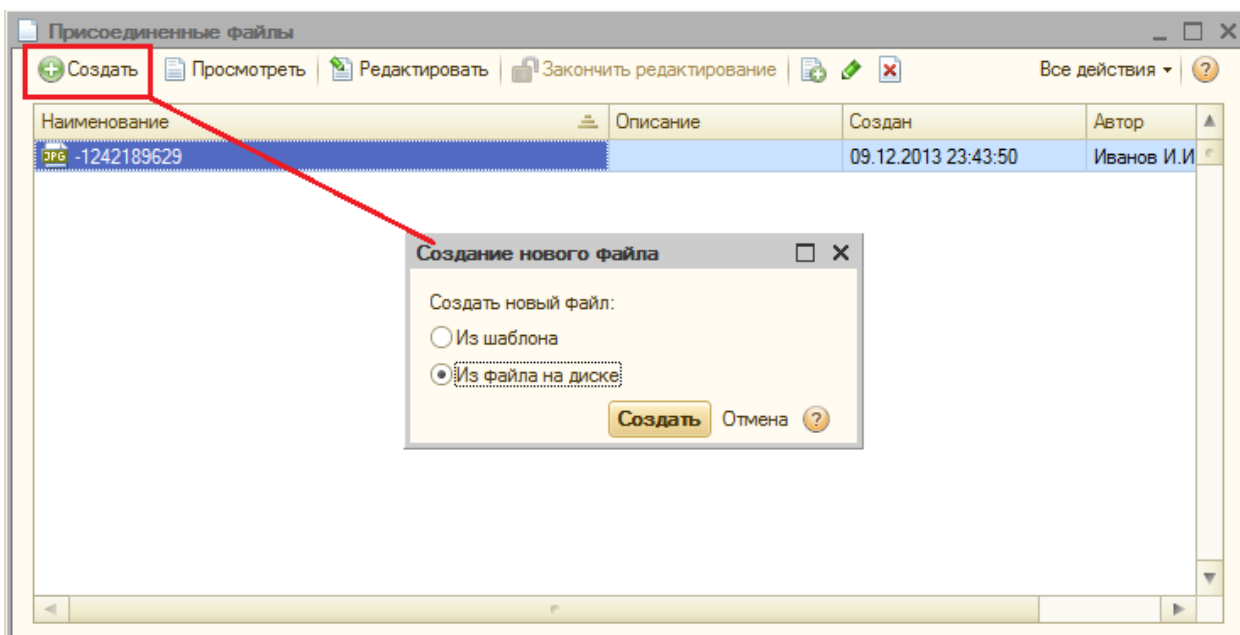 Присоединенные файлы
Создать Просмотреть Редактировать Закончить редактирование Все действия ?
Наименование Описание Создан Автор
JPG -1242189629 09.12.2013 23:43:50 Иванов И.И
Создание нового файла
Создать новый файл:
Из шаблона
Из файла на диске
Создать Отмена ?